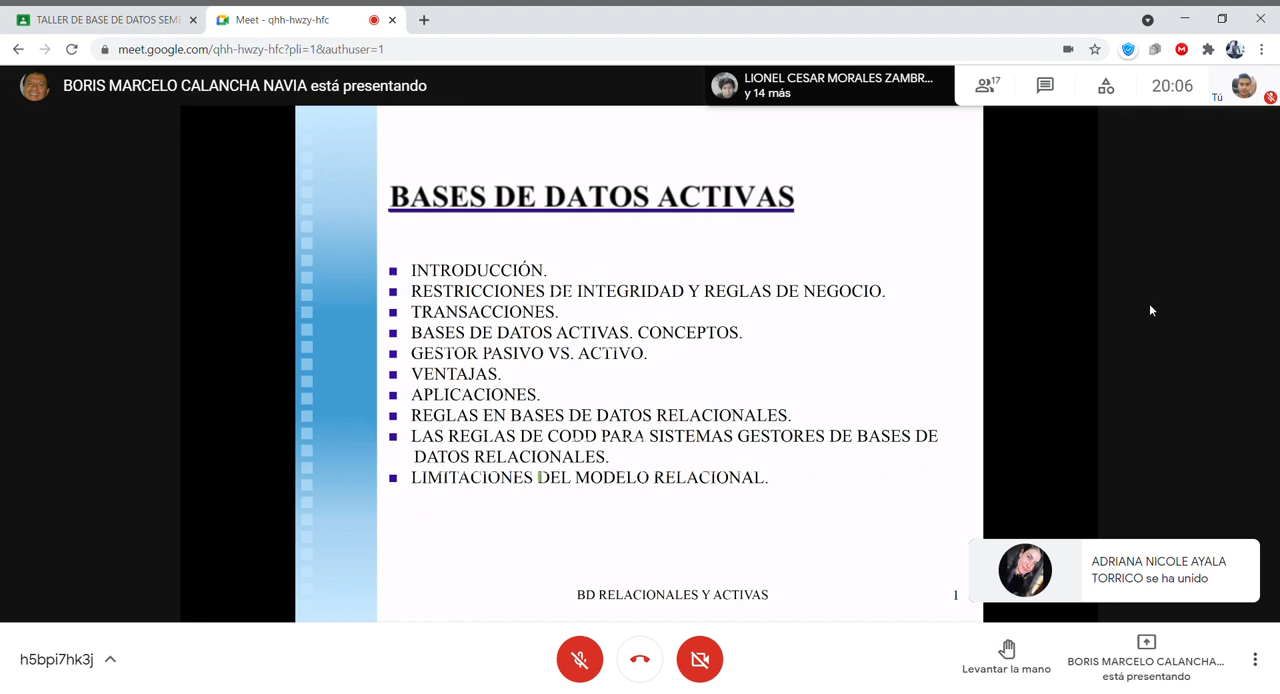 TALLER DE BASE DE DATOS SEME
Meet - qhh-hwzy-hfc
meet.google.com/qhh-hwzy-hfc?pli=1&authuser=1
BORIS MARCELO CALANCHA NAVIA está presentando
LIONEL CESAR MORALES ZAMBR...
y 14 más
17
20:06
Tú
BASES DE DATOS ACTIVAS
INTRODUCCIÓN.
RESTRICCIONES DE INTEGRIDAD Y REGLAS DE NEGOCIO.
TRANSACCIONES.
BASES DE DATOS ACTIVAS. CONCEPTOS.
GESTOR PASIVO VS. ACTIVO.
VENTAJAS.
APLICACIONES.
REGLAS EN BASES DE DATOS RELACIONALES.
LAS REGLAS DE CODD PARA SISTEMAS GESTORES DE BASES DE
DATOS RELACIONALES.
LIMITACIONES DEL MODELO RELACIONAL.
BD RELACIONALES Y ACTIVAS
1
ADRIANA NICOLE AYALA
TORRICO se ha unido
h5bpi7hk3j
Levantar la mano
BORIS MARCELO CALANCHA...
está presentando